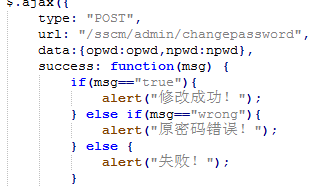 $.ajax({
type: "POST",
url: "/sscm/admin/changepassword",
data:{opwd:opwd,npwd:npwd},
success: function(msg) {
if(msg=="true"){
alert("修改成功！");
} else if(msg=="wrong"){
alert("原密码错误！");
} else {
alert("失败！");
}